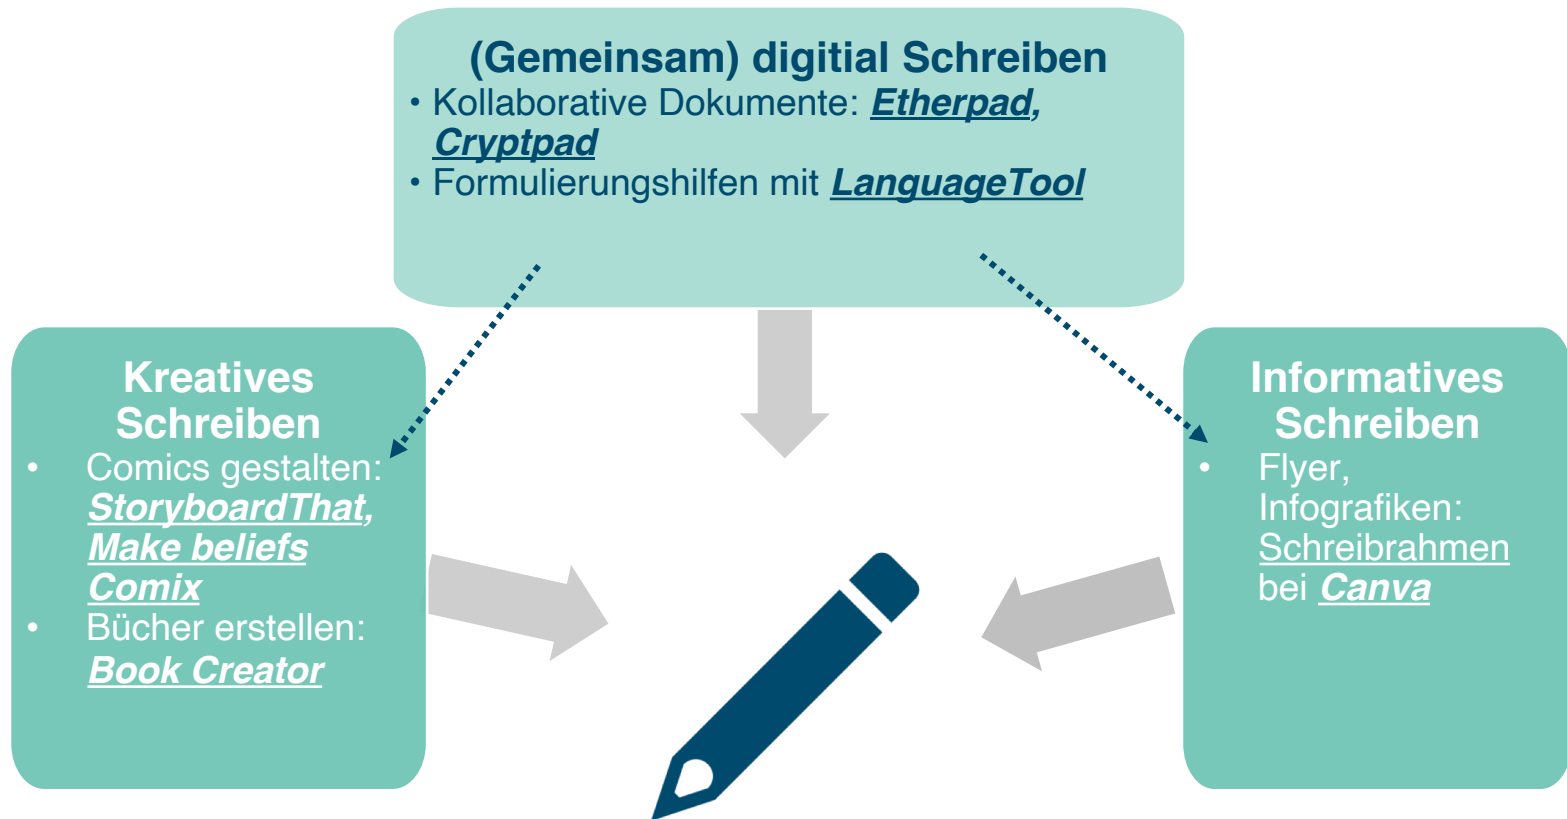 (Gemeinsam) digitial Schreiben
• Kollaborative Dokumente: Etherpad,
Cryptpad
• Formulierungshilfen mit LanguageTool
Kreatives
Schreiben
• Comics gestalten:
StoryboardThat,
Make beliefs
Comix
• Bücher erstellen:
Book Creator
Informatives
Schreiben
• Flyer,
Infografiken:
Schreibrahmen
bei Canva